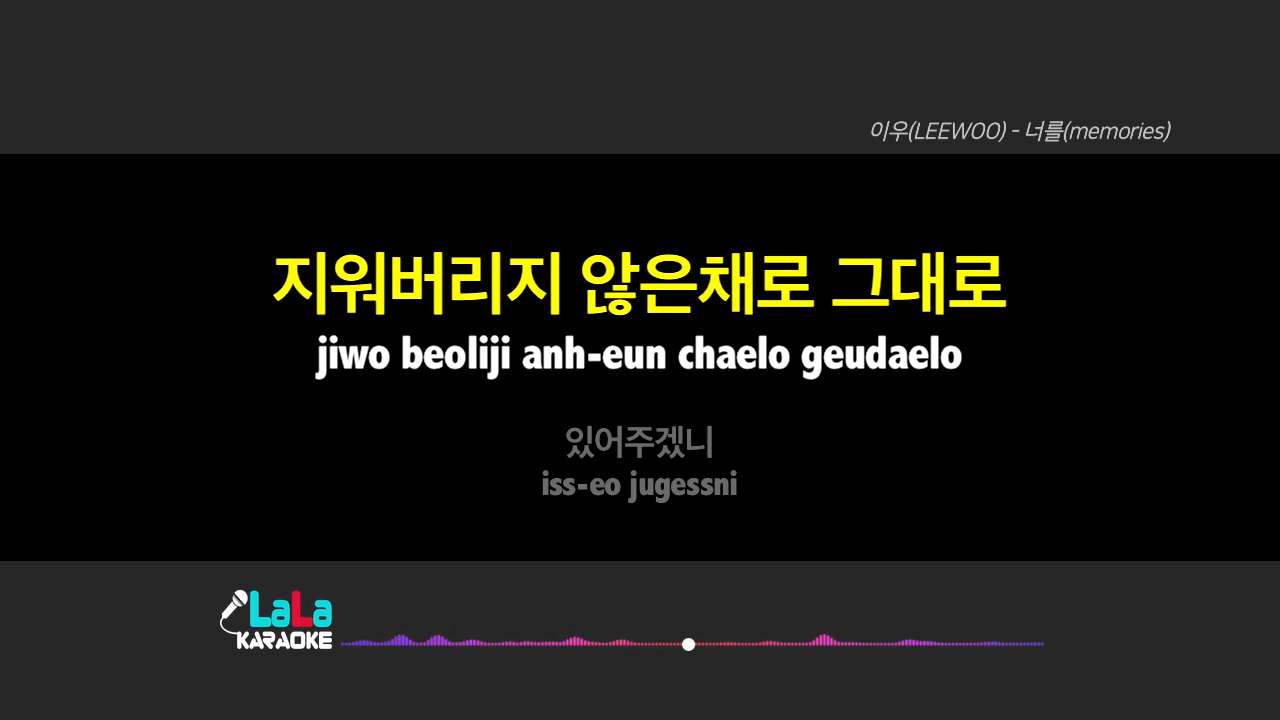 이우(LEEWOO) - 너를(memories)
지워버리지 않은채로 그대로
jiwo beoliji anh-eun chaelo geudaelo
있어주겠니
iss-eo jugessni
LaLa
KARAOKE